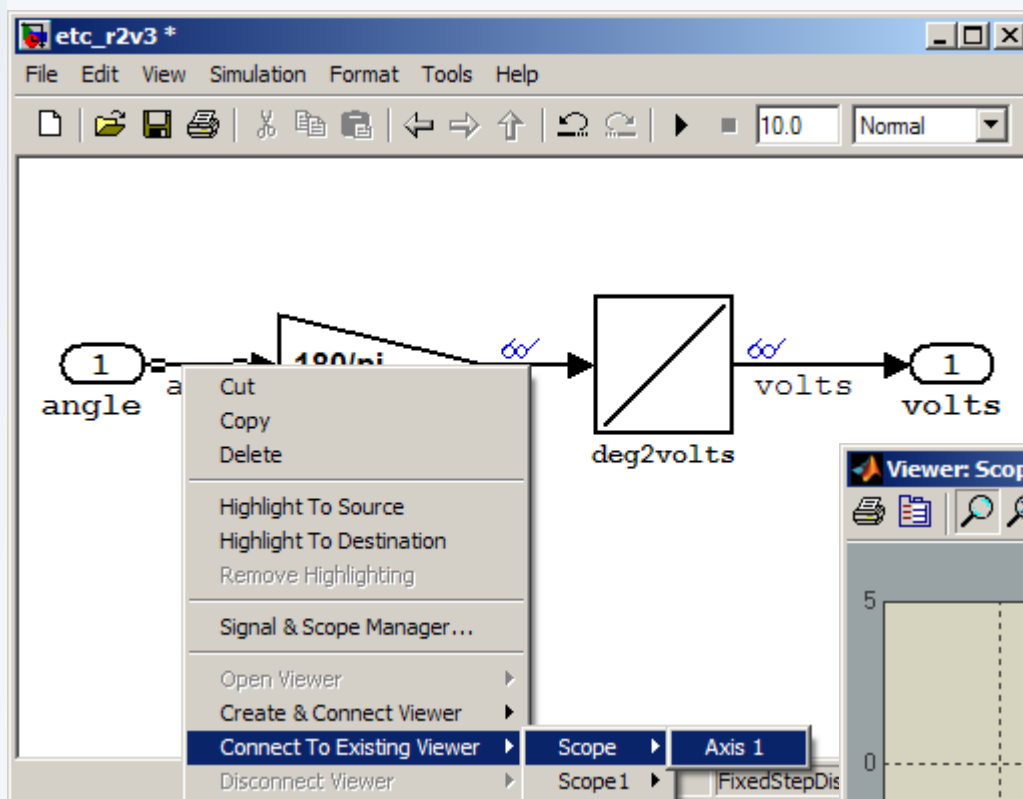 etc_r2v3 *
File Edit View Simulation Format Tools Help
10.0 Normal
1
angle
a
180/pi
deg2volts
volts
1
volts
Cut
Copy
Delete
Highlight To Source
Highlight To Destination
Remove Highlighting
Signal & Scope Manager...
Open Viewer
Create & Connect Viewer
Connect To Existing Viewer
Disconnect Viewer
Scope
Scope1
Axis 1
FixedStepDis
Viewer: Scop
5
0